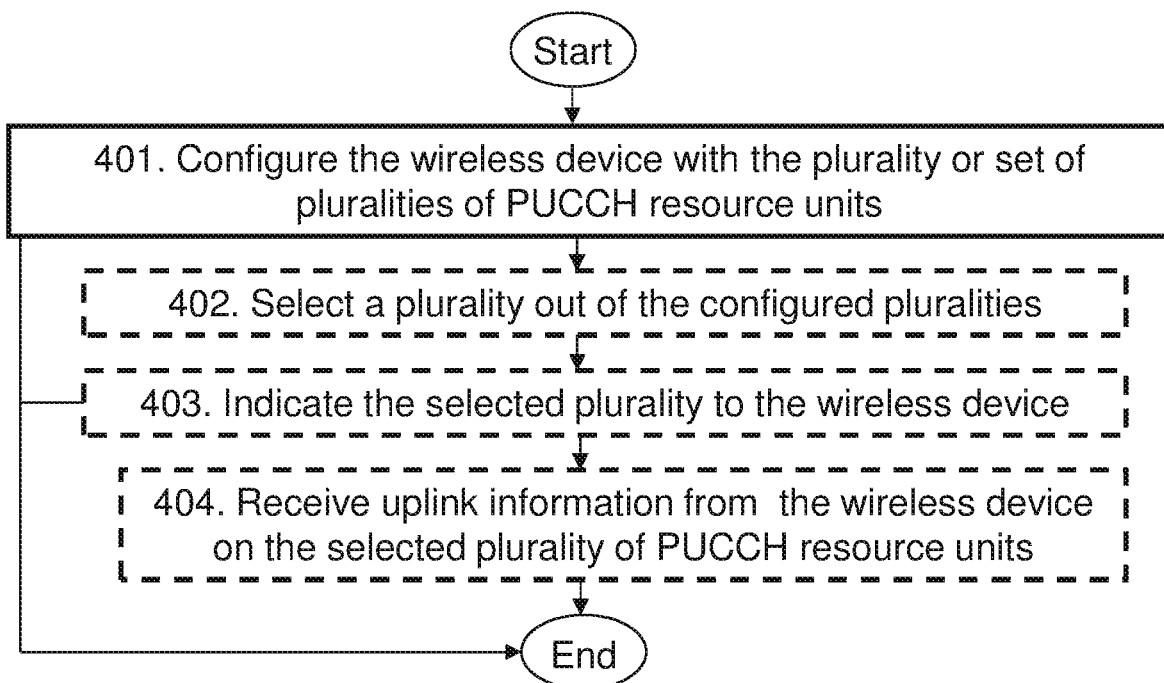 Start
401. Configure the wireless device with the plurality or set of
pluralities of PUCCH resource units
402. Select a plurality out of the configured pluralities
403. Indicate the selected plurality to the wireless device
404. Receive uplink information from the wireless device
on the selected plurality of PUCCH resource units
End